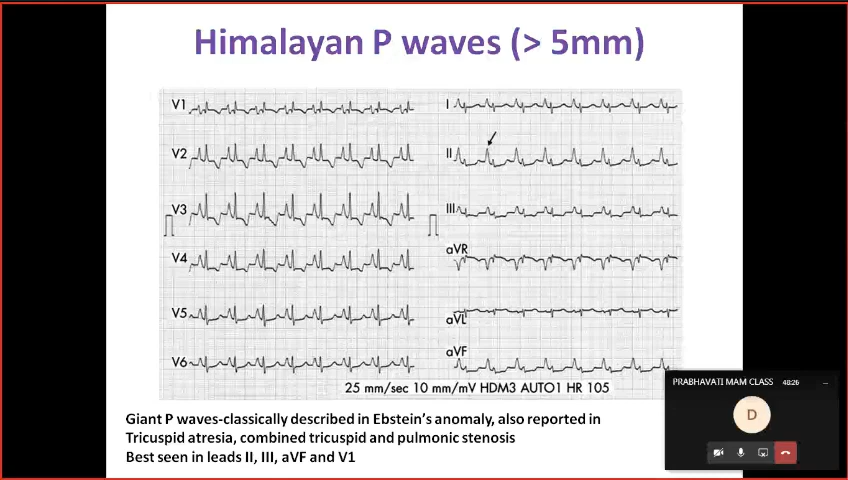 Himalayan P waves (> 5mm)
V1
I
V2
II
V3
III
V4
aVR
V5
aVL
V6
aVF
25 mm/sec 10 mm/mV HDM3 AUTO1 HR 105
PRABHAVATI MAM CLASS 48:26
D
Giant P waves-classically described in Ebstein's anomaly, also reported in
Tricuspid atresia, combined tricuspid and pulmonic stenosis
Best seen in leads II, III, aVF and V1